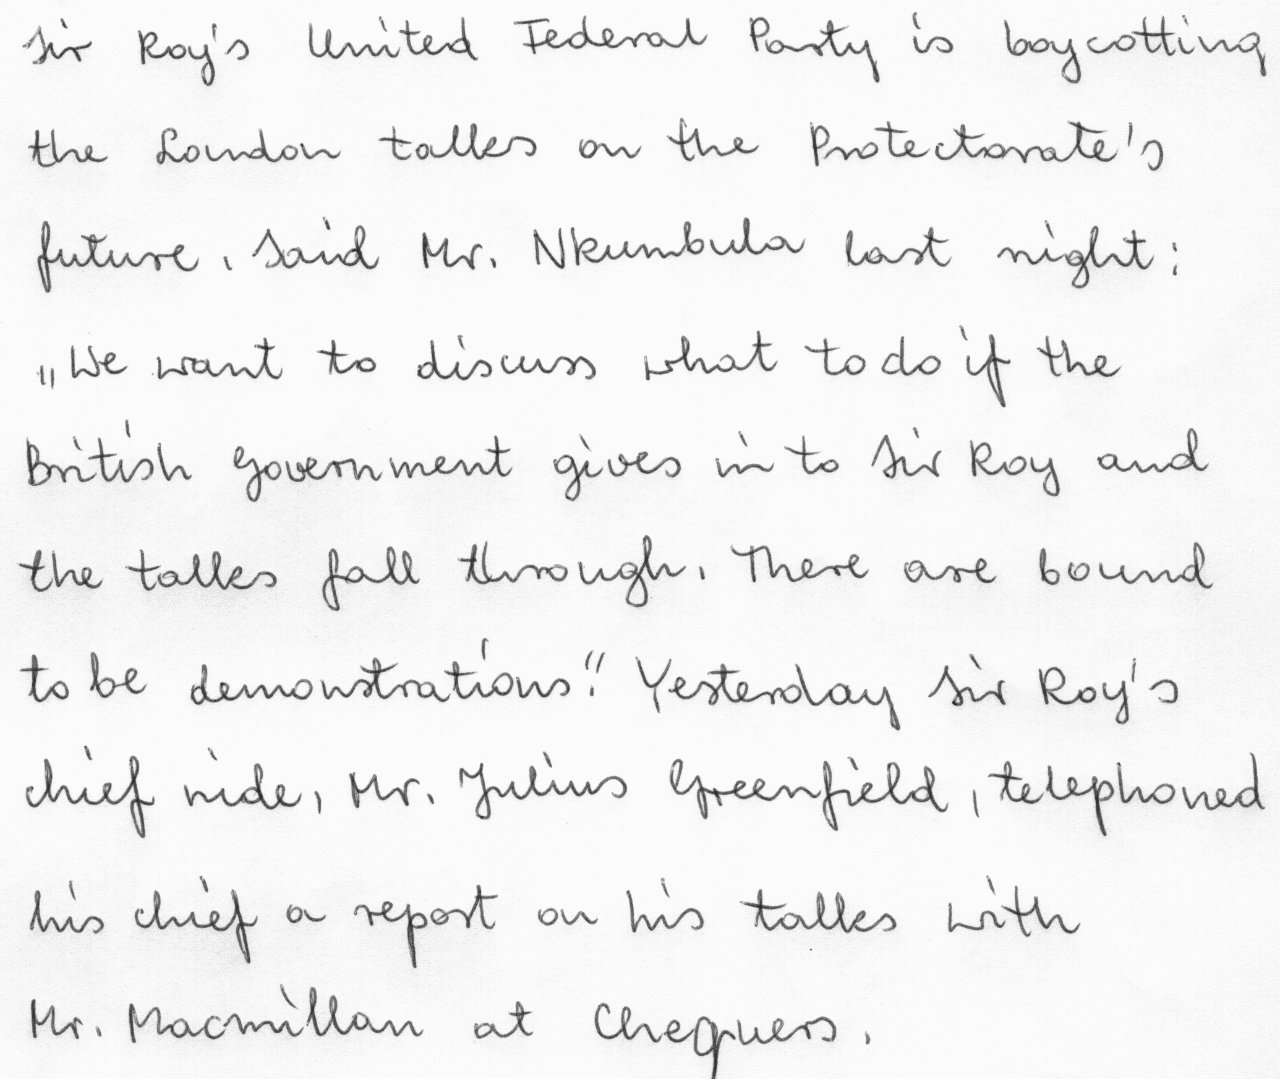 Sir Roy's United Federal Party is boycotting
the London talks on the Protectorate's
future. Said Mr. Nkumbula last night:
„We want to discuss what to do if the
British Government gives in to Sir Roy and
the talks fall through. There are bound
to be demonstrations." Yesterday Sir Roy's
chief aide, Mr. Julius Greenfield, telephoned
his chief a report on his talks with
Mr. Macmillan at Chequers.